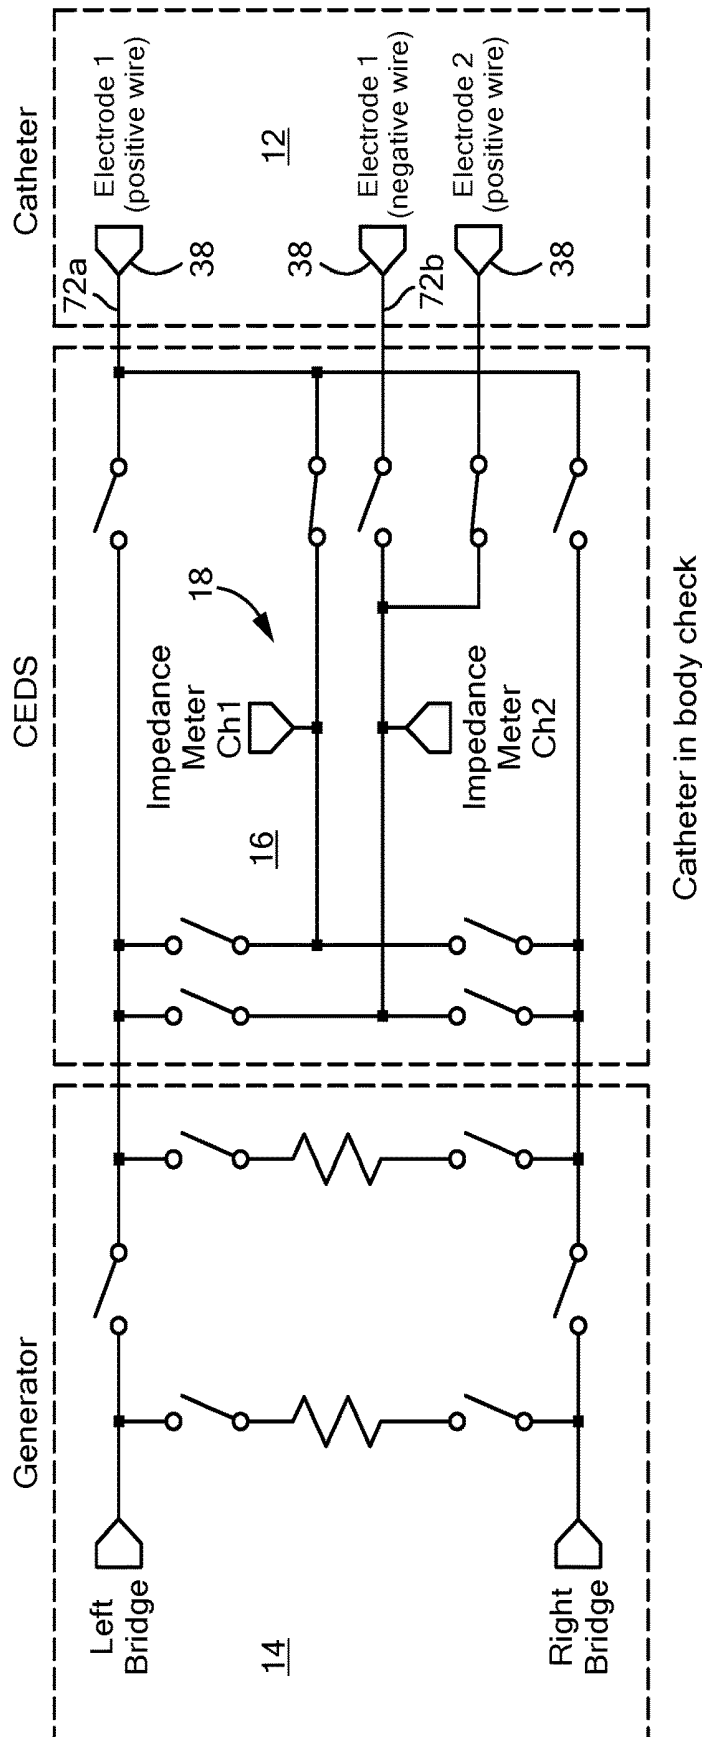 Catheter
Electrode 1
(positive wire)
12
Electrode 1
(negative wire)
Electrode 2
(positive wire)
72a
38
38
72b
38
CEDS
18
Impedance
Meter
Ch1
Impedance
Meter
Ch2
16
Catheter in body check
Generator
Left
Bridge
14
Right
Bridge